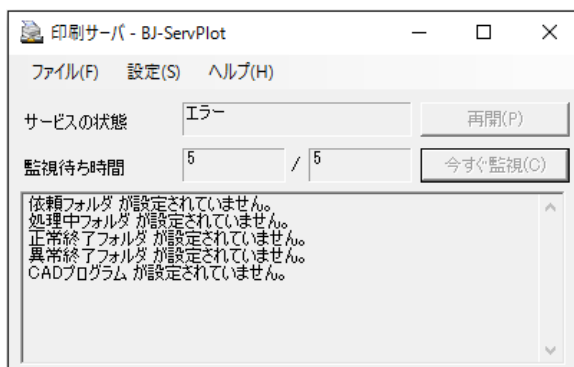 印刷サーバ - BJ-ServPlot
ファイル(F) 設定(S) ヘルプ(H)
サービスの状態 エラー 再開(P)
監視待ち時間 5 / 5 今すぐ監視(C)
依頼フォルダ が設定されていません。
処理中フォルダ が設定されていません。
正常終了フォルダ が設定されていません。
異常終了フォルダ が設定されていません。
CADプログラム が設定されていません。